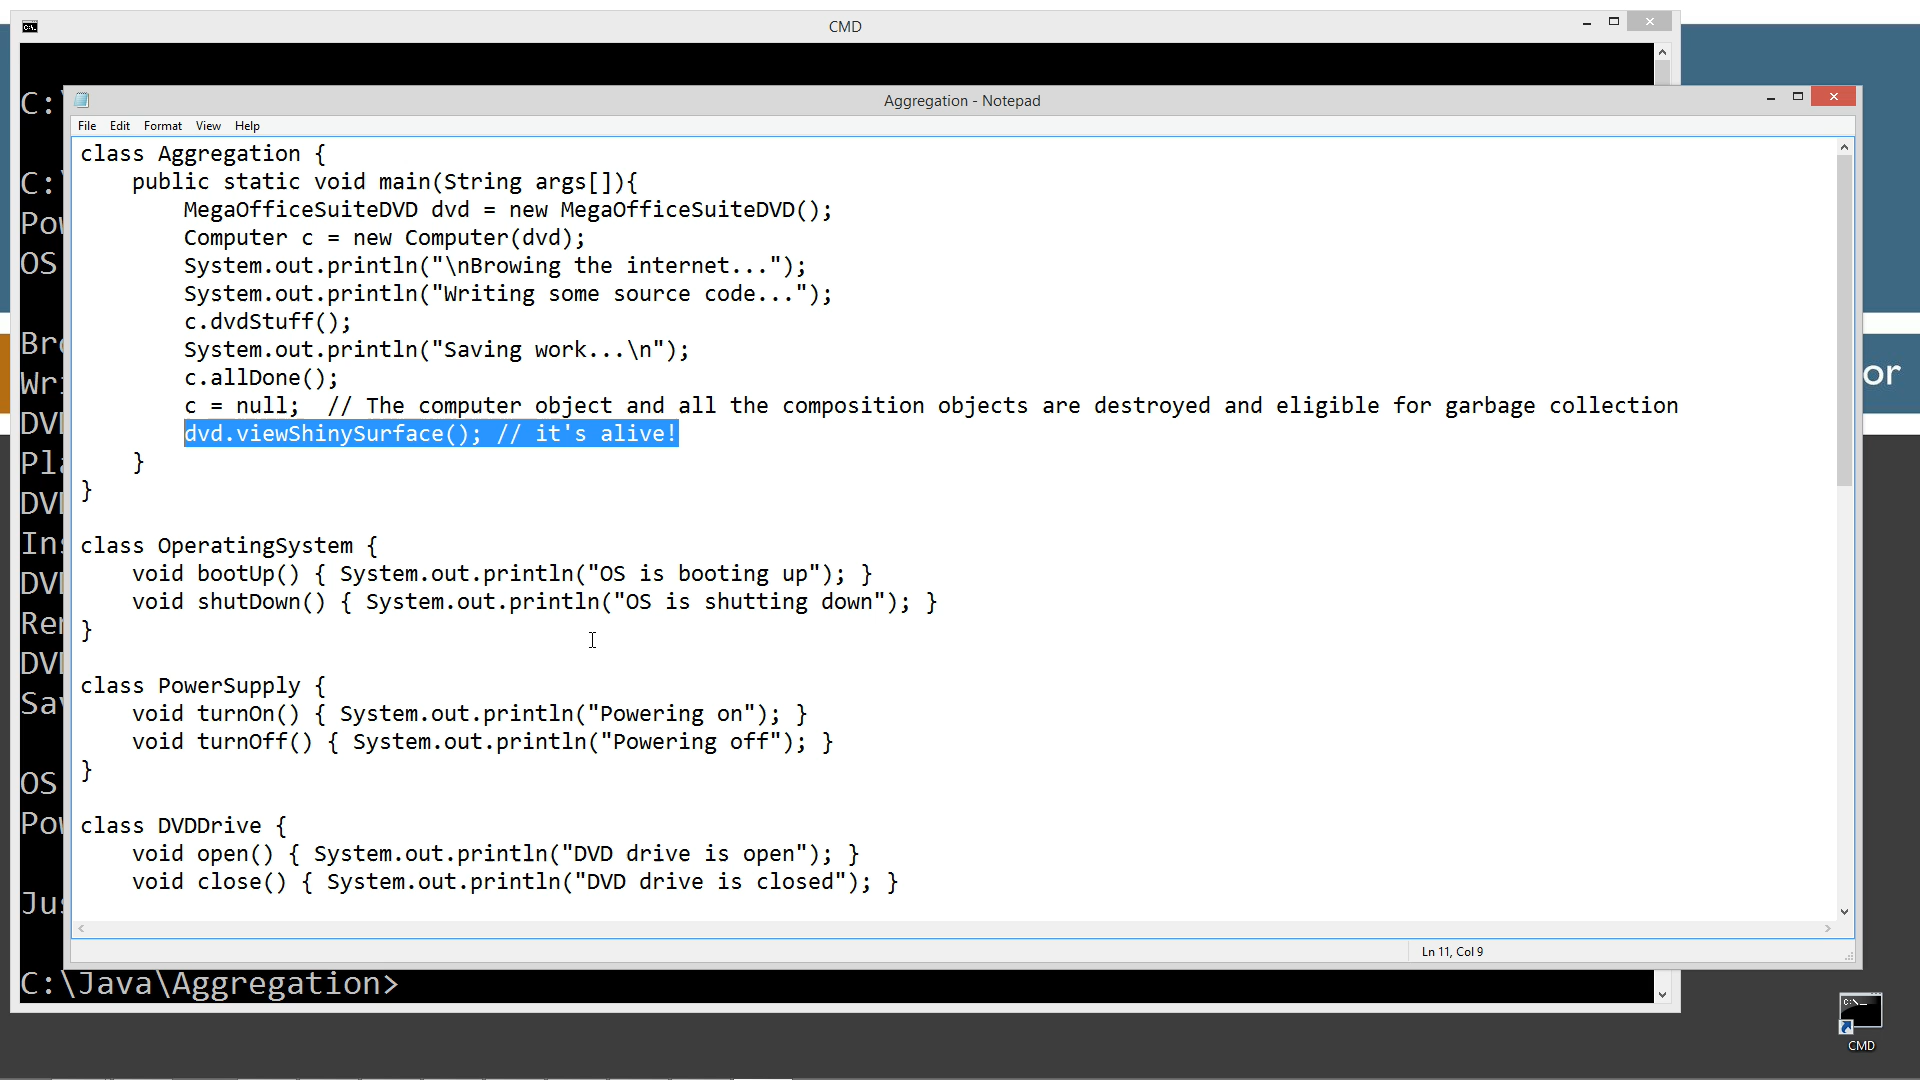 CMD
C:\
Aggregation - Notepad
File Edit Format View Help
class Aggregation {
public static void main(String args[]){
MegaOfficeSuiteDVD dvd = new MegaOfficeSuiteDVD();
Computer c = new Computer(dvd);
System.out.println("\nBrowing the internet...");
System.out.println("Writing some source code...");
c.dvdStuff();
System.out.println("Saving work...\n");
c.allDone();
c = null;  // The computer object and all the composition objects are destroyed and eligible for garbage collection
dvd.viewShinySurface(); // it's alive!
}
}
class OperatingSystem {
void bootUp() { System.out.println("OS is booting up"); }
void shutDown() { System.out.println("OS is shutting down"); }
}
class PowerSupply {
void turnOn() { System.out.println("Powering on"); }
void turnOff() { System.out.println("Powering off"); }
}
class DVDDrive {
void open() { System.out.println("DVD drive is open"); }
void close() { System.out.println("DVD drive is closed"); }
Ln 11, Col 9
C:\
OS
OS
or
C:\Java\Aggregation>
CMD